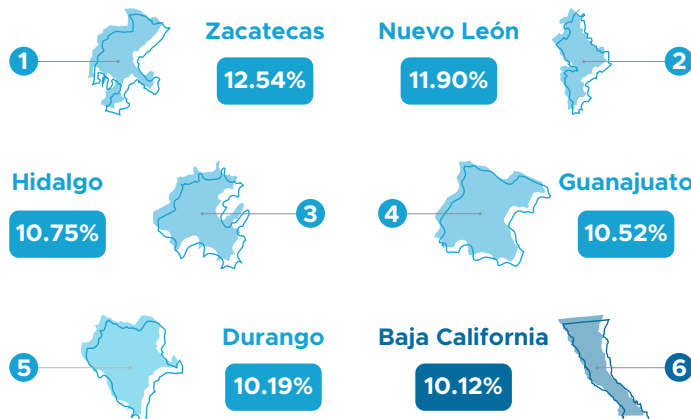 1
Zacatecas
12.54%
Nuevo León
11.90%
2
Hidalgo
10.75%
3
4
Guanajuato
10.52%
5
Durango
10.19%
Baja California
10.12%
6